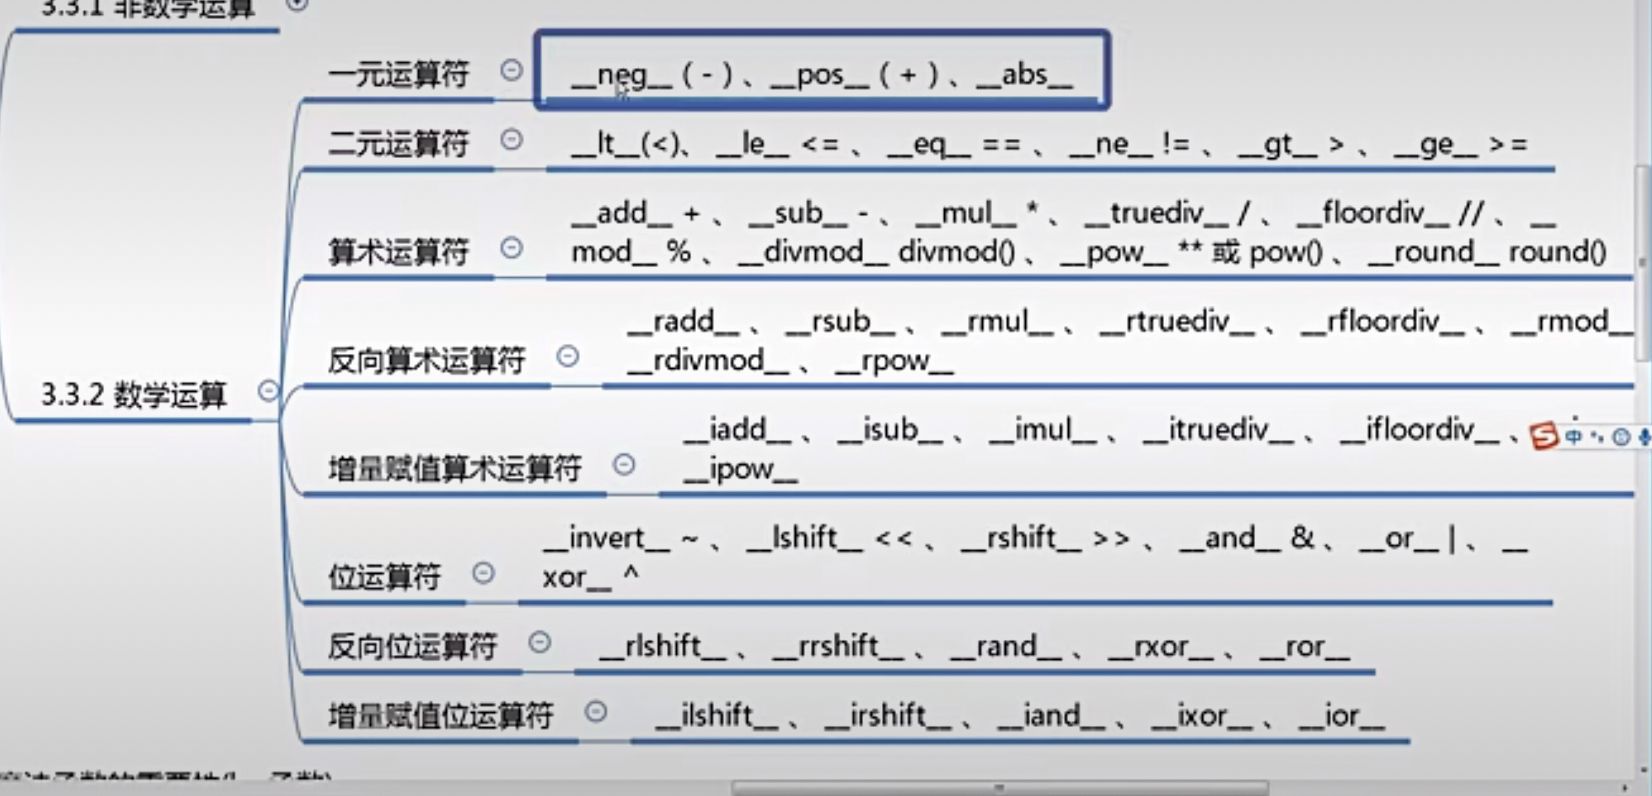 3.3.1 非数学运算
一元运算符
__neg__ ( - ) 、__pos__ ( + ) 、__abs__
二元运算符
__lt__(<)、 __le__ <= 、 __eq__ == 、 __ne__ != 、 __gt__ > 、 __ge__ >=
算术运算符
__add__ + 、 __sub__ - 、 __mul__ * 、 __truediv__ / 、 __floordiv__ // 、 __
mod__ % 、 __divmod__ divmod() 、 __pow__ ** 或 pow() 、 __round__ round()
反向算术运算符
__radd__ 、 __rsub__ 、 __rmul__ 、 __rtruediv__ 、 __rfloordiv__ 、 __rmod__
__rdivmod__ 、 __rpow__
3.3.2 数学运算
增量赋值算术运算符
__iadd__ 、 __isub__ 、 __imul__ 、 __itruediv__ 、 __ifloordiv__ 、
__ipow__
中
位运算符
__invert__ ~ 、 __lshift__ << 、 __rshift__ >> 、 __and__ & 、 __or__ | 、 __
xor__ ^
反向位运算符
__rlshift__ 、 __rrshift__ 、 __rand__ 、 __rxor__ 、 __ror__
增量赋值位运算符
__ilshift__ 、 __irshift__ 、 __iand__ 、 __ixor__ 、 __ior__